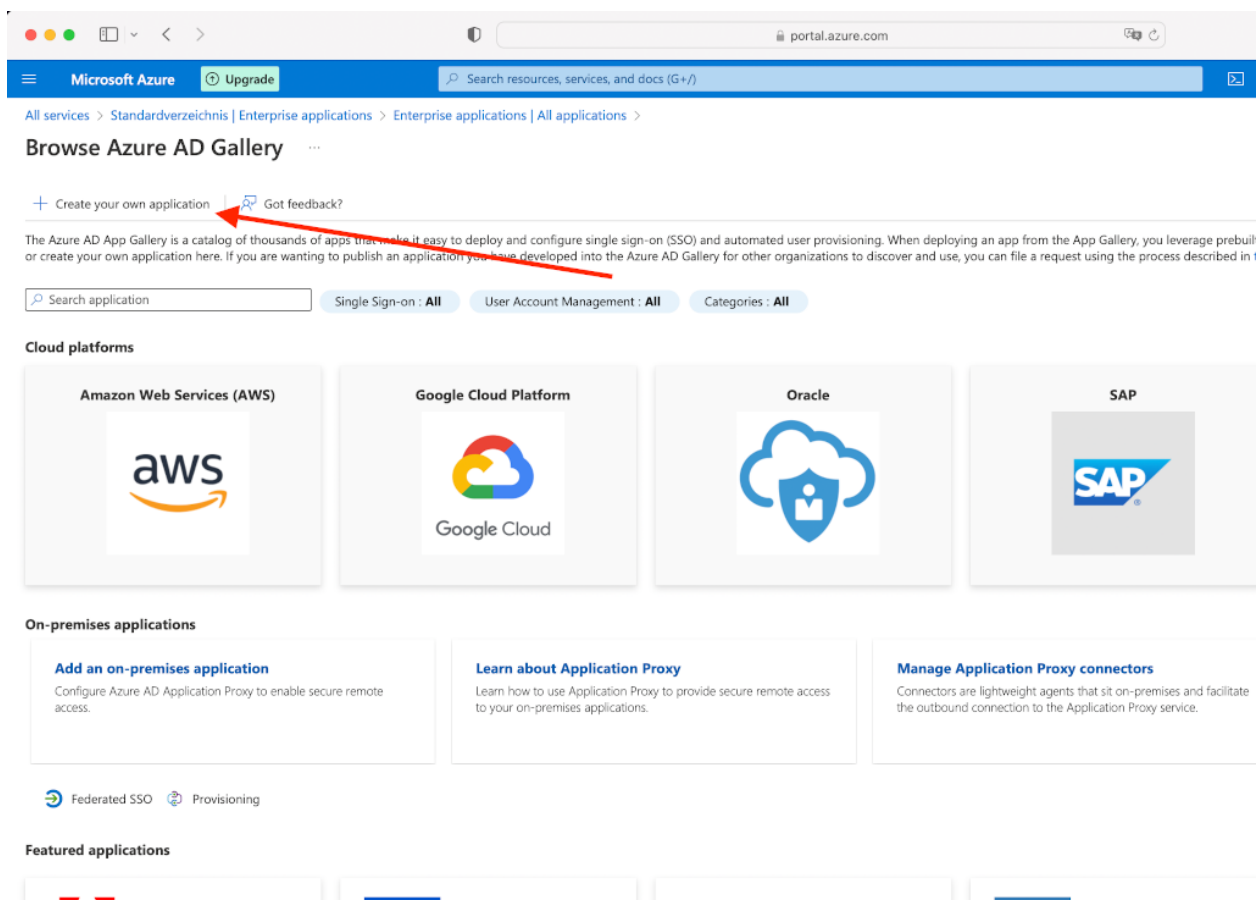 portal.azure.com
Microsoft Azure
Upgrade
Search resources, services, and docs (G+/)
All services > Standardverzeichnis | Enterprise applications > Enterprise applications | All applications >
Browse Azure AD Gallery ...
+ Create your own application
Got feedback?
The Azure AD App Gallery is a catalog of thousands of apps that make it easy to deploy and configure single sign-on (SSO) and automated user provisioning. When deploying an app from the App Gallery, you leverage prebuilt
or create your own application here. If you are wanting to publish an application you have developed into the Azure AD Gallery for other organizations to discover and use, you can file a request using the process described in
Search application
Single Sign-on : All
User Account Management : All
Categories : All
Cloud platforms
Amazon Web Services (AWS)
Google Cloud Platform
Oracle
SAP
aws
Google Cloud
SAP
On-premises applications
Add an on-premises application
Configure Azure AD Application Proxy to enable secure remote
access.
Learn about Application Proxy
Learn how to use Application Proxy to provide secure remote access
to your on-premises applications.
Manage Application Proxy connectors
Connectors are lightweight agents that sit on-premises and facilitate
the outbound connection to the Application Proxy service.
Federated SSO
Provisioning
Featured applications